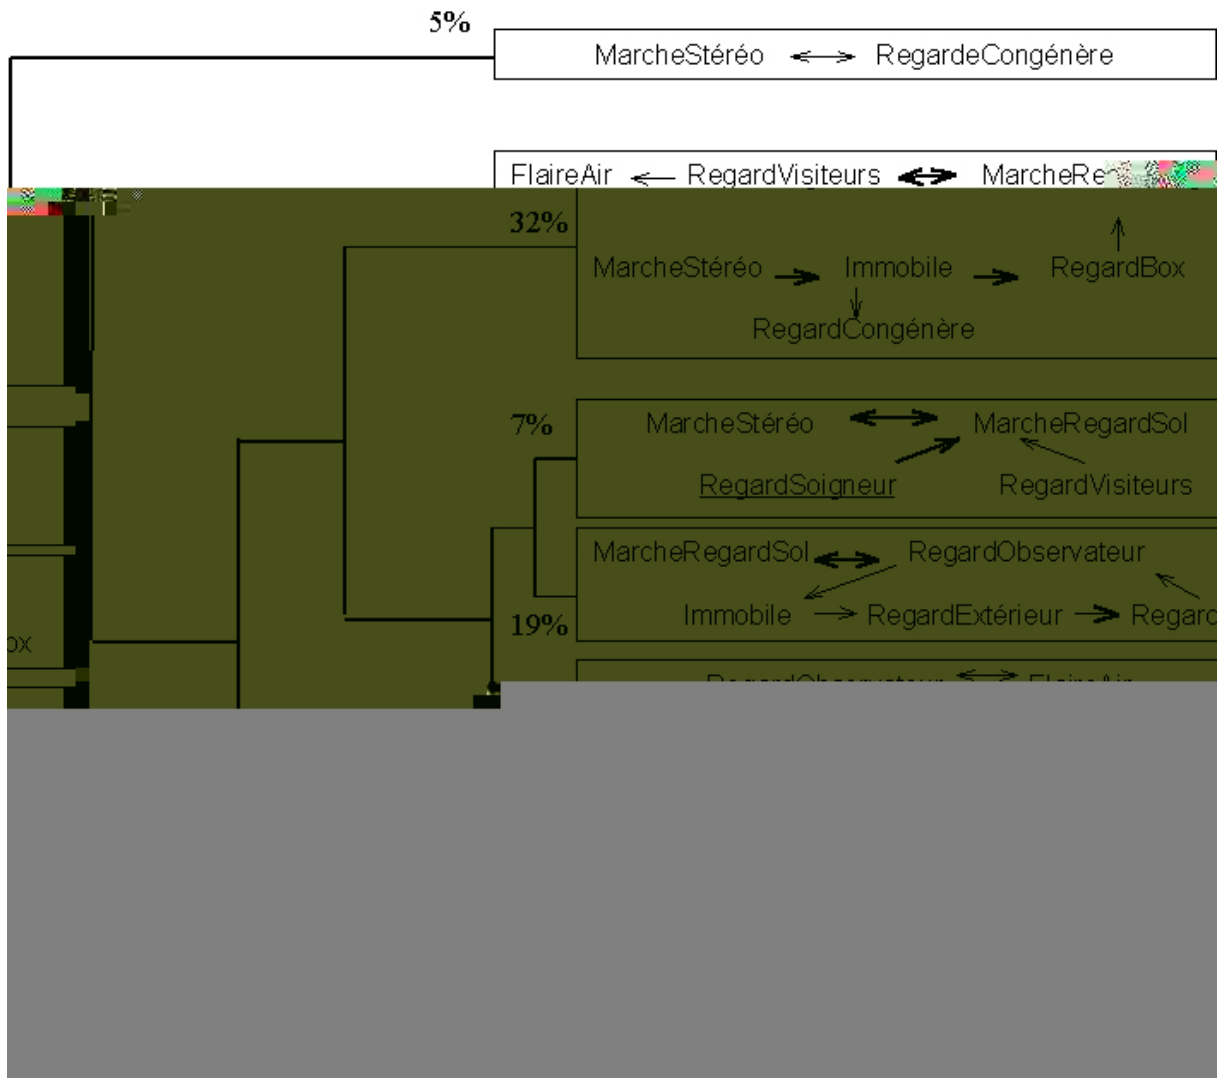 5%
MarcheStéréo RegardeCongénère
FlaireAir RegardVisiteurs
32%
MarcheStéréo Immobile RegardBox
RegardCongénère
7%
MarcheStéréo MarcheRegardSol
RegardSoigneur RegardVisiteurs
MarcheRegardSol RegardObservateur
Immobile RegardExtérieur Regard
19%